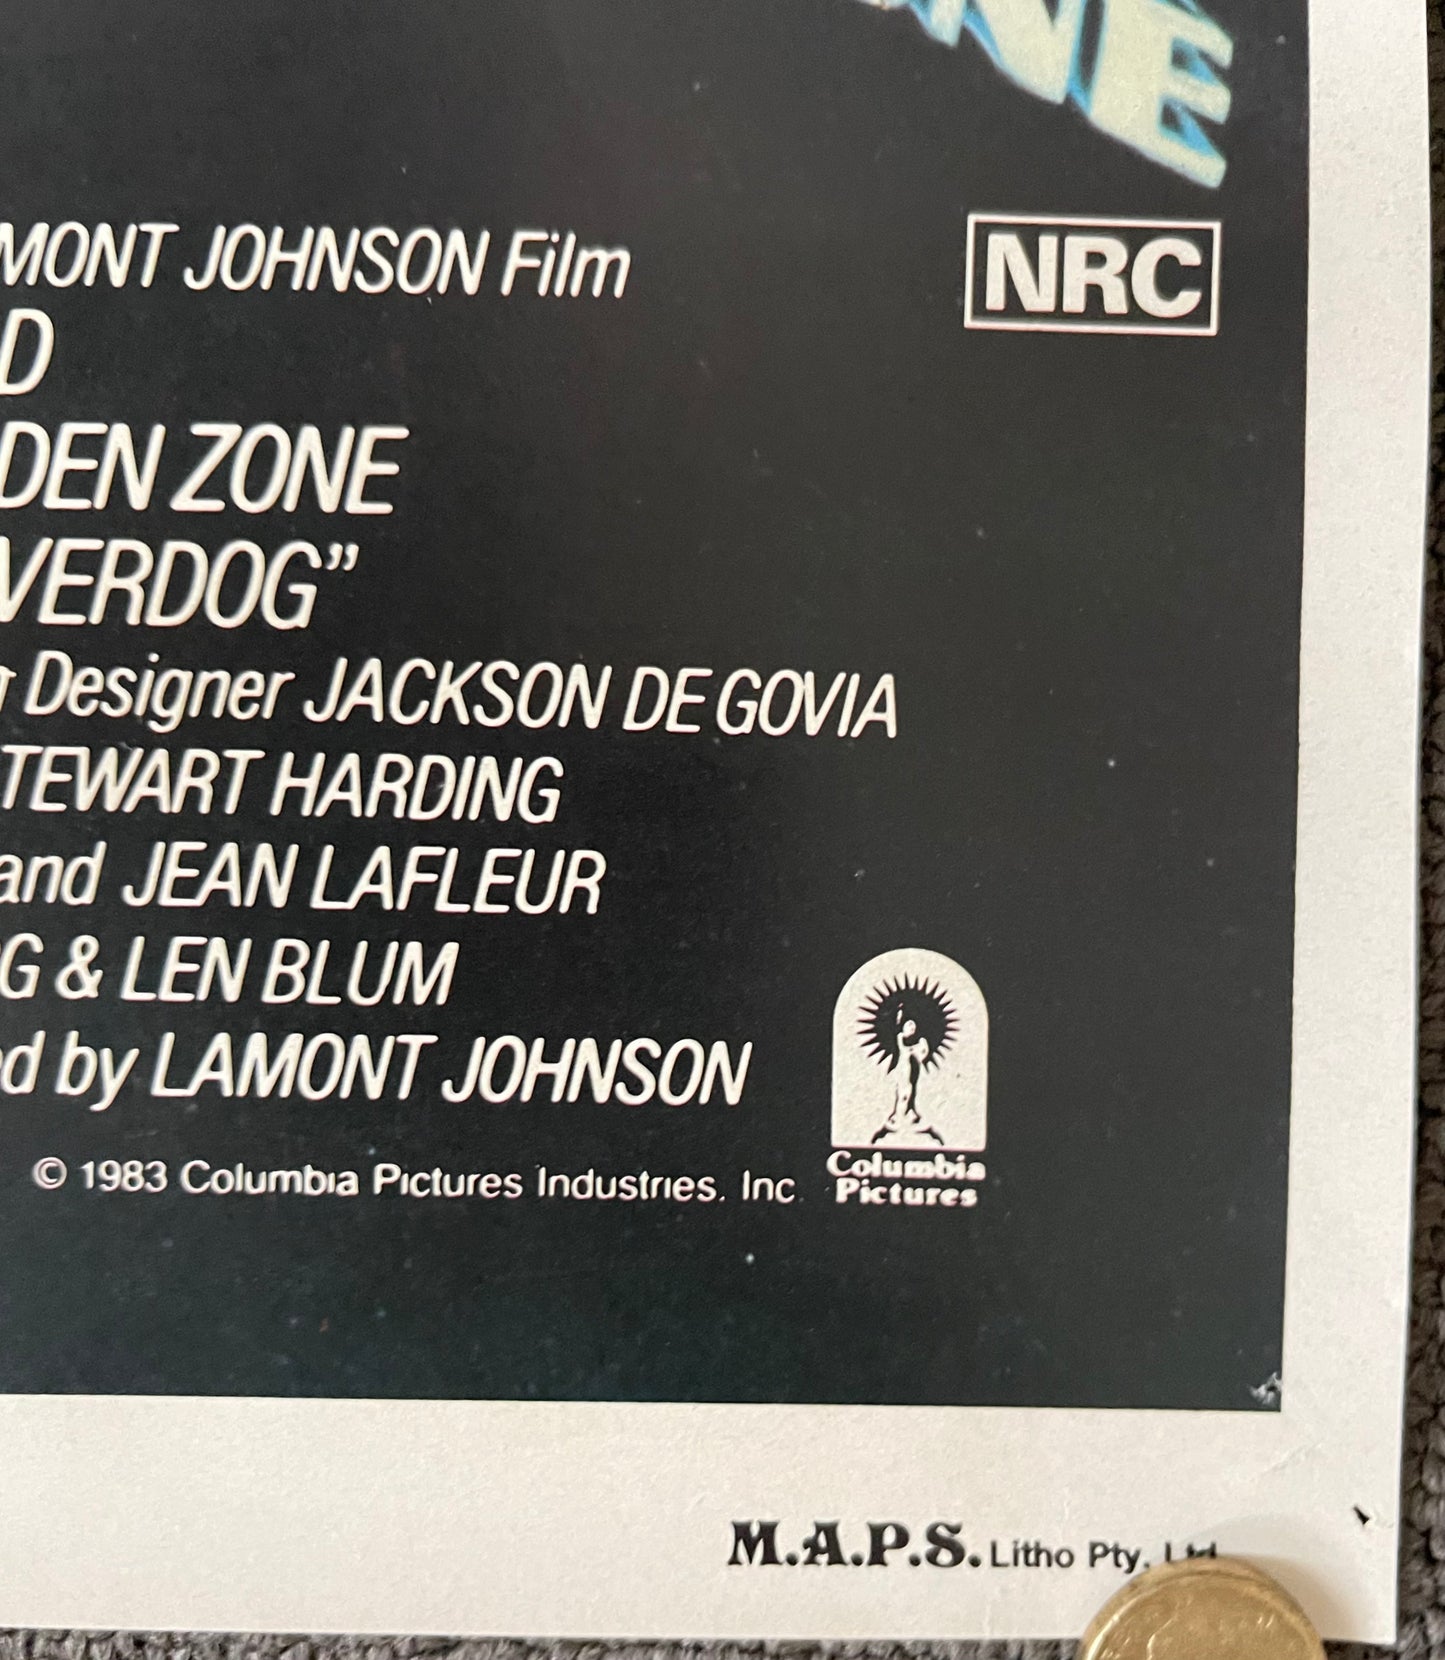 NE
NRC
MONT JOHNSON Film
D
DEN ZONE
VERDOG”
Designer JACKSON DE GOVIA
TEWART HARDING
and JEAN LAFLEUR
G & LEN BLUM
d by LAMONT JOHNSON
© 1983 Columbia Pictures Industries, Inc.
Columbia
Pictures
M.A.P.S. Litho Pty. Ltd